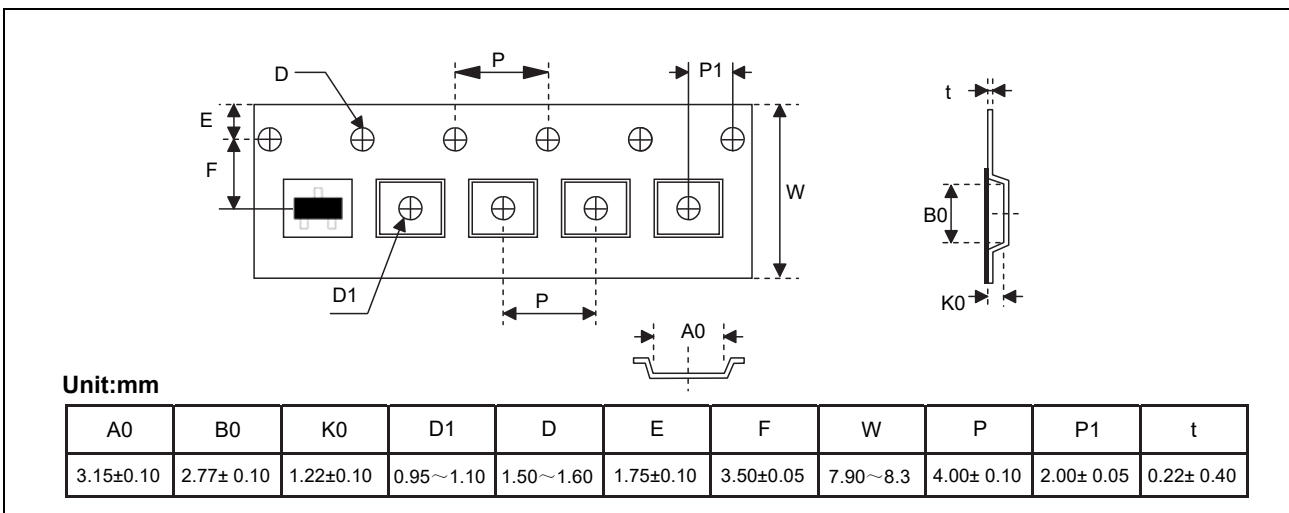 P
P1
D
t
E
F
W
B0
D1
P
K0
A0
Unit:mm
A0 B0 K0 D1 D E F W P P1 t
3.15±0.10 2.77± 0.10 1.22±0.10 0.95～1.10 1.50～1.60 1.75±0.10 3.50±0.05 7.90～8.3 4.00± 0.10 2.00± 0.05 0.22± 0.40